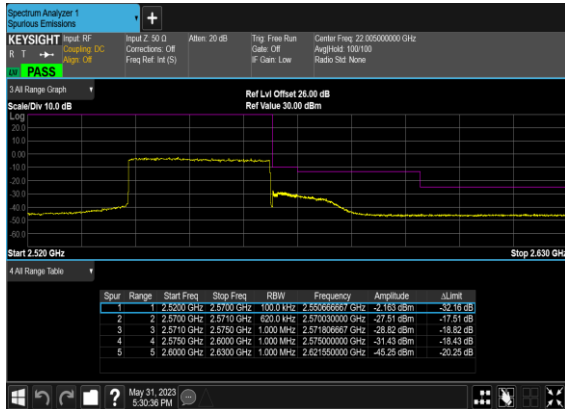 Spectrum Analyzer 1
Spurious Emissions
KEYSIGHT Input: RF Input Z: 50 Ω Atten: 20 dB Trig: Free Run Center Freq: 22.005000000 GHz
R T Coupling: DC Corrections: Off Gate: Off Avg|Hold: 100/100
Align: Off Freq Ref: Int (S) IF Gain: Low Radio Std: None
LW PASS
3 All Range Graph Ref Lvl Offset 26.00 dB
Scale/Div 10.0 dB Ref Value 30.00 dBm
Log
20.0
10.0
0.00
-10.0
-20.0
-30.0
-40.0
-50.0
-60.0
Start 2.520 GHz Stop 2.630 GHz
4 All Range Table
Spur Range Start Freq Stop Freq RBW Frequency Amplitude ΔLimit
1 1 2.5200 GHz 2.5700 GHz 100.0 kHz 2.550666667 GHz -2.163 dBm -32.16 dB
2 2 2.5700 GHz 2.5710 GHz 620.0 kHz 2.570030000 GHz -27.51 dBm -17.51 dB
3 3 2.5710 GHz 2.5750 GHz 1.000 MHz 2.571806667 GHz -28.82 dBm -18.82 dB
4 4 2.5750 GHz 2.6000 GHz 1.000 MHz 2.575000000 GHz -31.43 dBm -18.43 dB
5 5 2.6000 GHz 2.6300 GHz 1.000 MHz 2.621550000 GHz -45.25 dBm -20.25 dB
May 31, 2023
5:30:36 PM